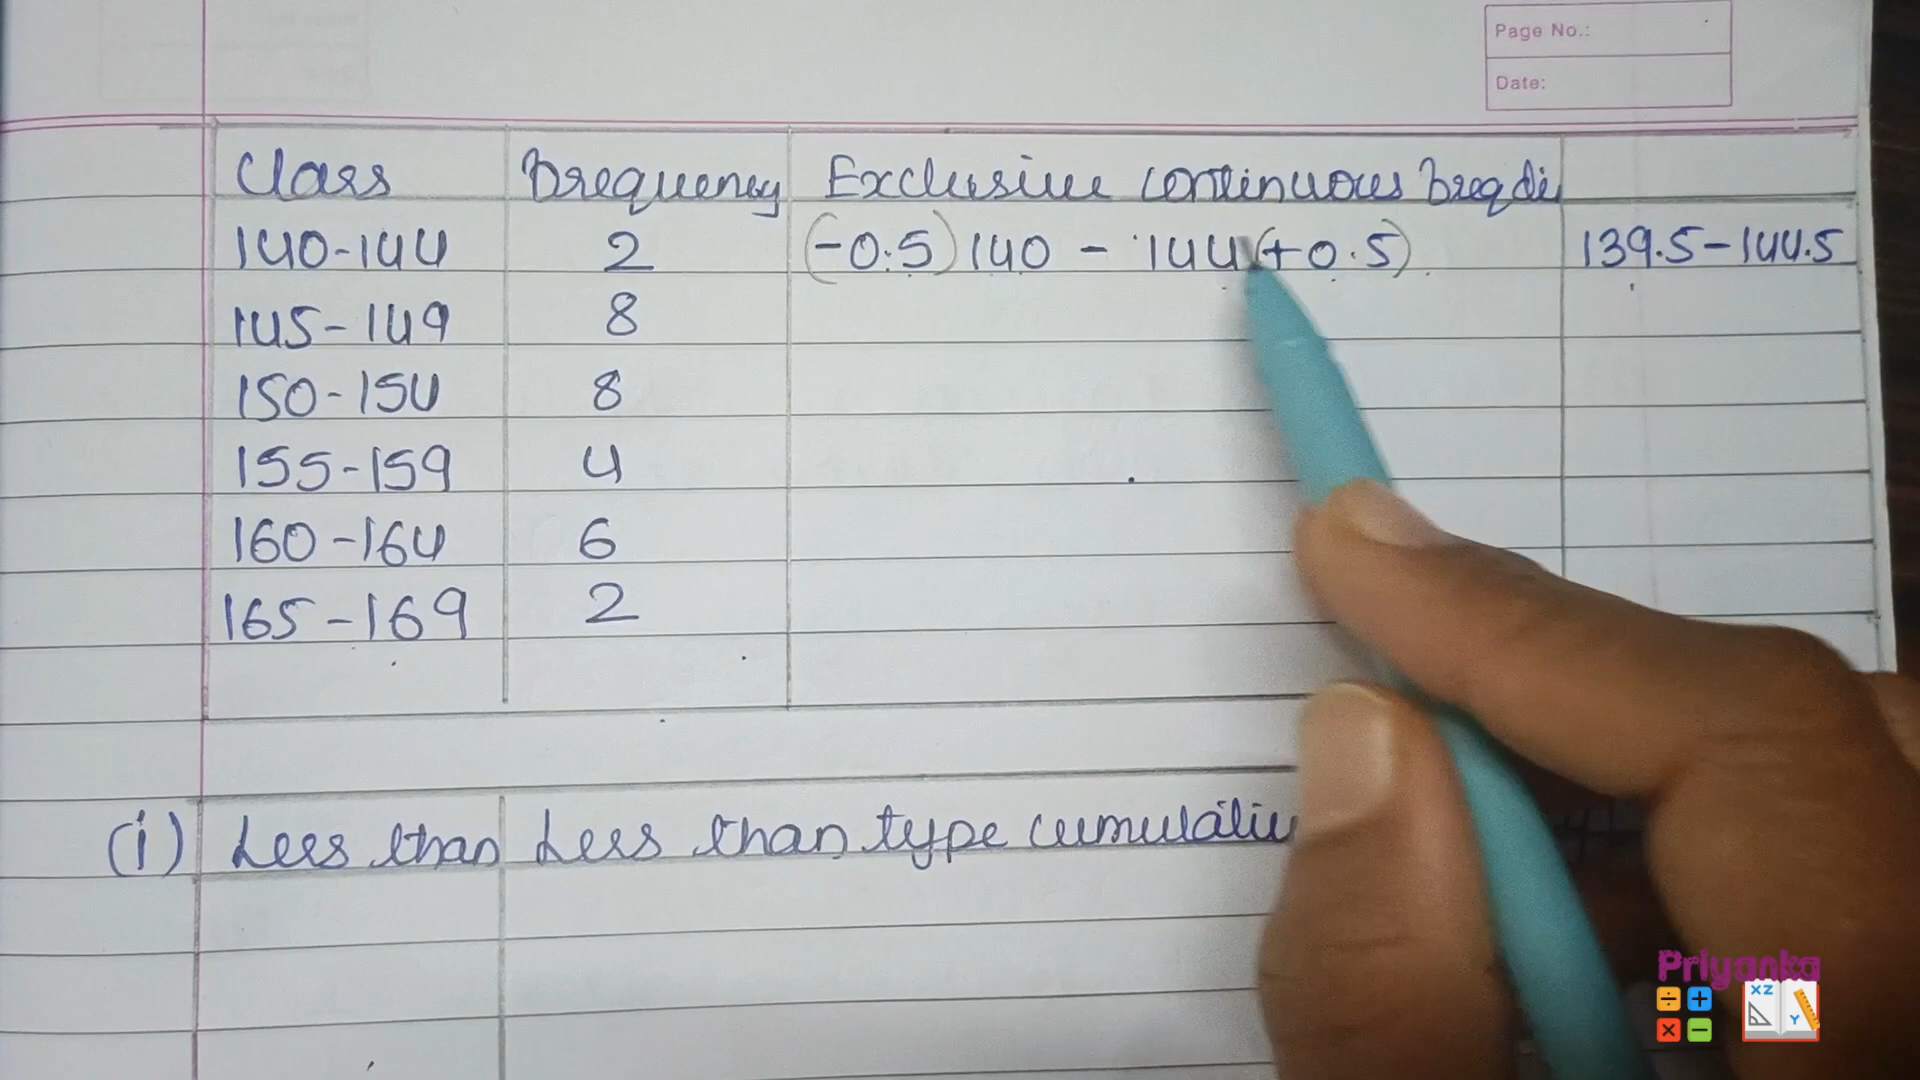 Page No.:
Date:
Class Frequency Exclusive continuous Freq di
140-144 2 (-0.5) 140 - 144 (+0.5) 139.5-144.5
145-149 8
150-154 8
155-159 4
160-164 6
165-169 2
(i) Less than Less than type cumulativ
Priyanka
÷ + XZ
× − Y